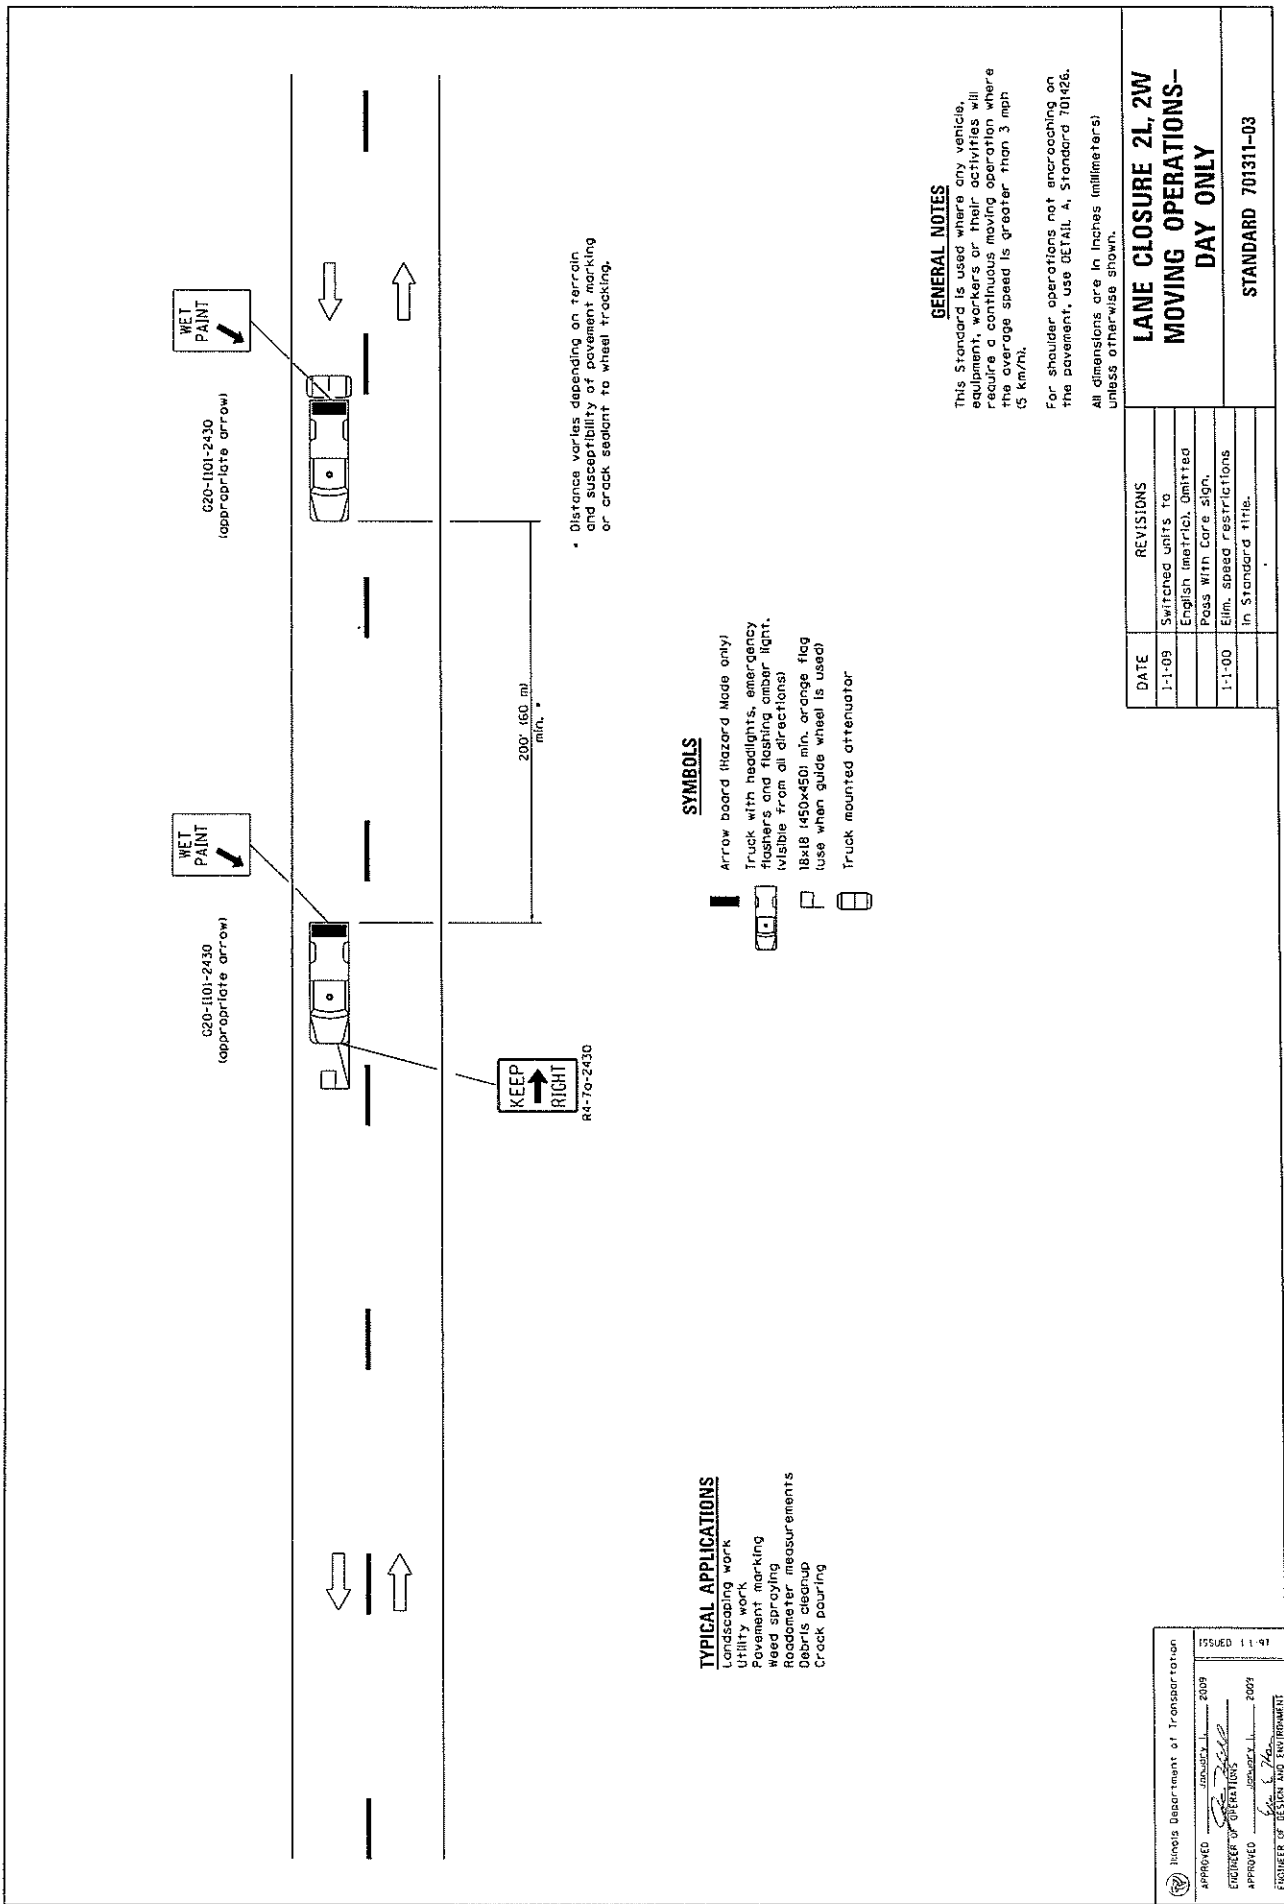 WET
PAINT
G20-I101-2430
(appropriate arrow)
WET
PAINT
G20-I101-2430
(appropriate arrow)
KEEP
RIGHT
R4-7a-2430
200' (60 m)
min. *
* Distance varies depending on terrain
and susceptibility of pavement marking
or crack sealant to wheel tracking.
TYPICAL APPLICATIONS
Landscaping work
Utility work
Pavement marking
Weed spraying
Roadometer measurements
Debris cleanup
Crack pouring
SYMBOLS
Arrow board (Hazard Mode only)
Truck with headlights, emergency
flashers and flashing amber light.
(visible from all directions)
18x18 (450x450) min. orange flag
(use when guide wheel is used)
Truck mounted attenuator
GENERAL NOTES
This Standard is used where any vehicle,
equipment, workers or their activities will
require a continuous moving operation where
the average speed is greater than 3 mph
(5 km/h).
For shoulder operations not encroaching on
the pavement, use DETAIL A, Standard 701426.
All dimensions are in inches (millimeters)
unless otherwise shown.
Illinois Department of Transportation
APPROVED January 1, 2009
ENGINEER OF OPERATIONS
APPROVED January 1, 2009
ENGINEER OF DESIGN AND ENVIRONMENT
ISSUED 1-1-97
DATE REVISIONS
1-1-09 Switched units to
English (metric). Omitted
Pass With Care sign.
1-1-00 Elim. speed restrictions
in Standard title.
LANE CLOSURE 2L, 2W
MOVING OPERATIONS–
DAY ONLY
STANDARD 701311-03